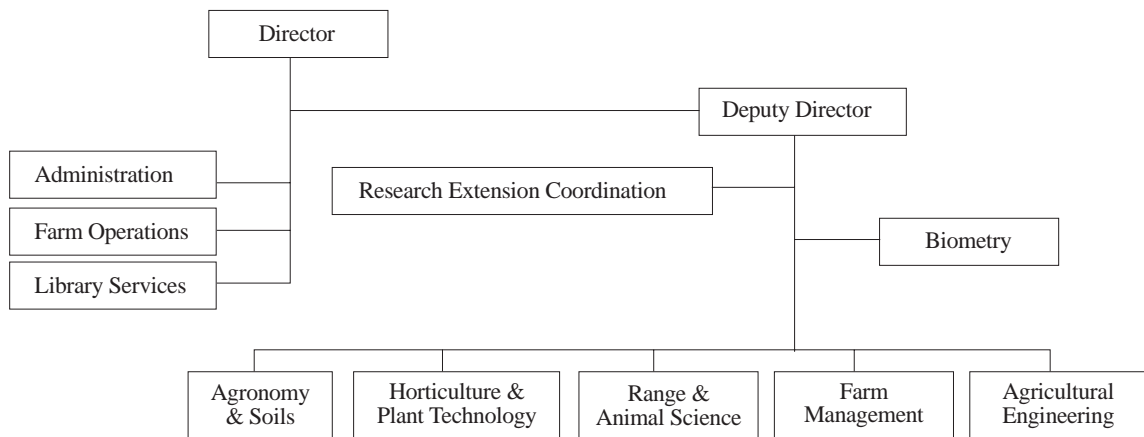 Director
Deputy Director
Administration
Research Extension Coordination
Farm Operations
Biometry
Library Services
Agronomy
& Soils
Horticulture &
Plant Technology
Range &
Animal Science
Farm
Management
Agricultural
Engineering